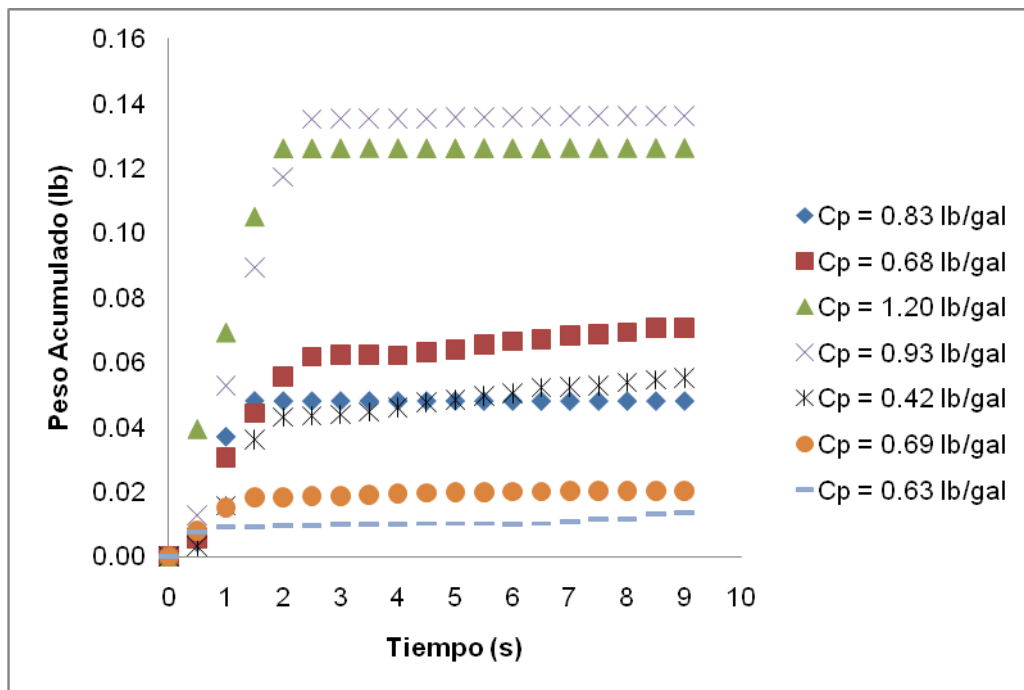 Peso Acumulado (lb)
0.16
0.14
0.12
0.10
0.08
0.06
0.04
0.02
0.00
0 1 2 3 4 5 6 7 8 9 10
Tiempo (s)
Cp = 0.83 lb/gal
Cp = 0.68 lb/gal
Cp = 1.20 lb/gal
Cp = 0.93 lb/gal
Cp = 0.42 lb/gal
Cp = 0.69 lb/gal
Cp = 0.63 lb/gal